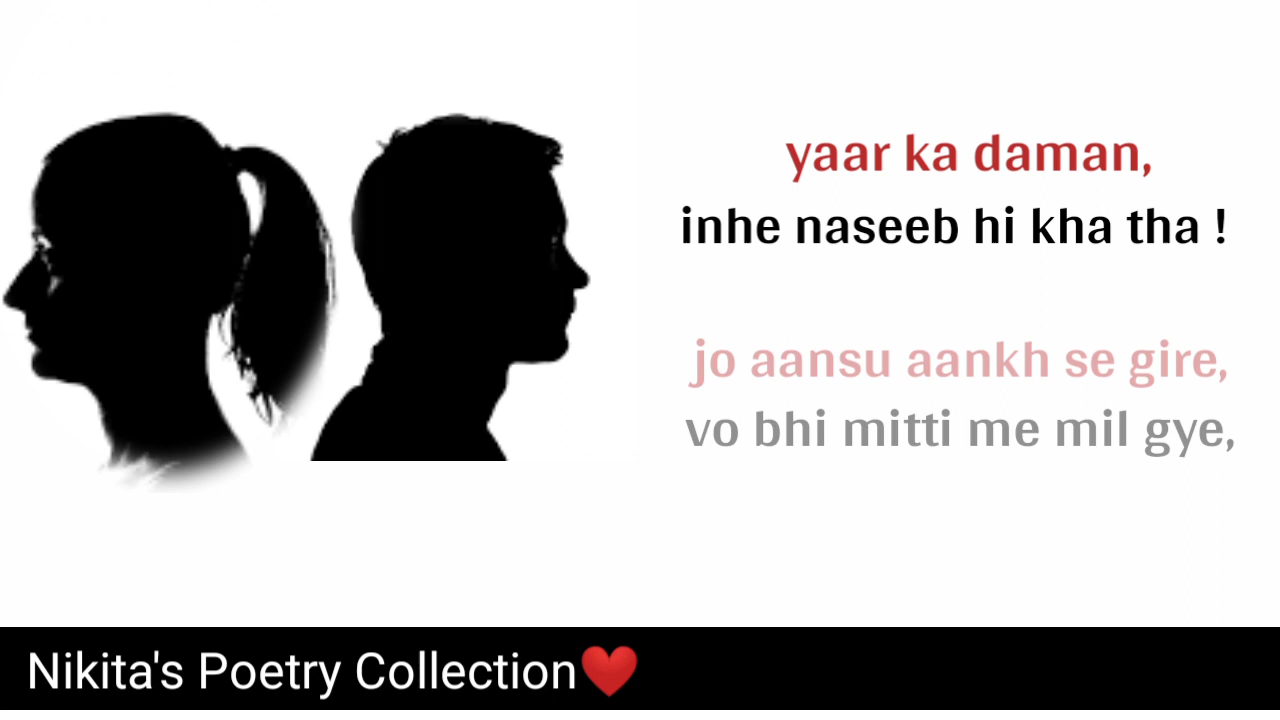 yaar ka daman,
inhe naseeb hi kha tha !
jo aansu aankh se gire,
vo bhi mitti me mil gye,
Nikita's Poetry Collection❤️